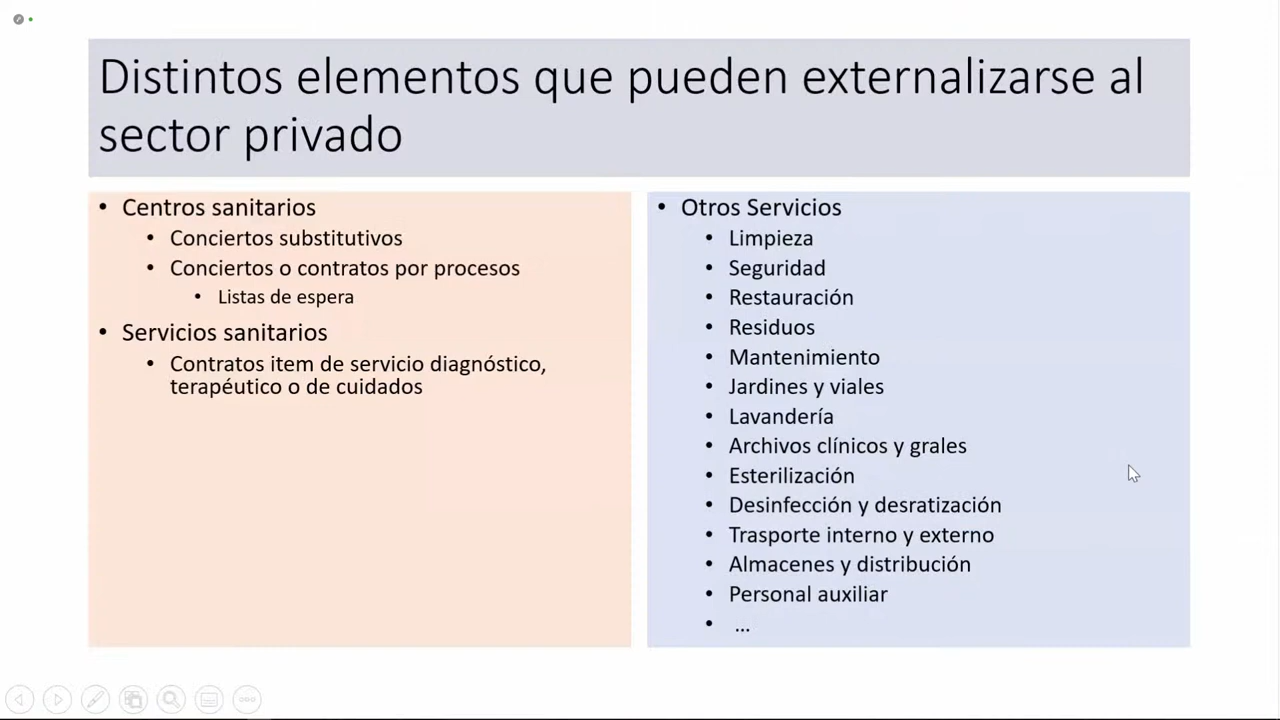 Distintos elementos que pueden externalizarse al
sector privado
• Centros sanitarios
• Conciertos substitutivos
• Conciertos o contratos por procesos
• Listas de espera
• Servicios sanitarios
• Contratos item de servicio diagnóstico,
terapéutico o de cuidados
• Otros Servicios
• Limpieza
• Seguridad
• Restauración
• Residuos
• Mantenimiento
• Jardines y viales
• Lavandería
• Archivos clínicos y grales
• Esterilización
• Desinfección y desratización
• Trasporte interno y externo
• Almacenes y distribución
• Personal auxiliar
• ...